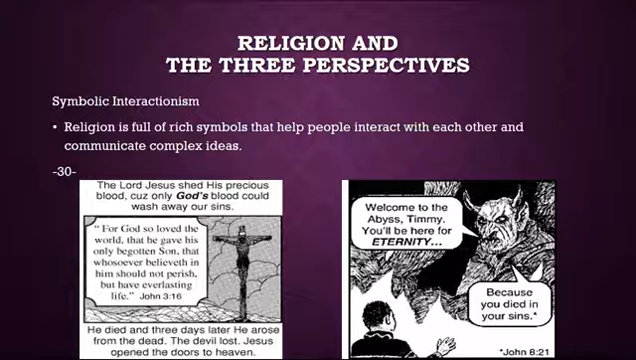 RELIGION AND
THE THREE PERSPECTIVES
Symbolic Interactionism
• Religion is full of rich symbols that help people interact with each other and
communicate complex ideas.
-30-
The Lord Jesus shed His precious
blood, cuz only God's blood could
wash away our sins.
"For God so loved the
world, that he gave his
only begotten Son, that
whosoever believeth in
him should not perish,
but have everlasting
life." John 3:16
He died and three days later He arose
from the dead. The devil lost. Jesus
opened the doors to heaven.
Welcome to the
Abyss, Timmy.
You'll be here for
ETERNITY...
Because
you died in
your sins.*
*John 8:21